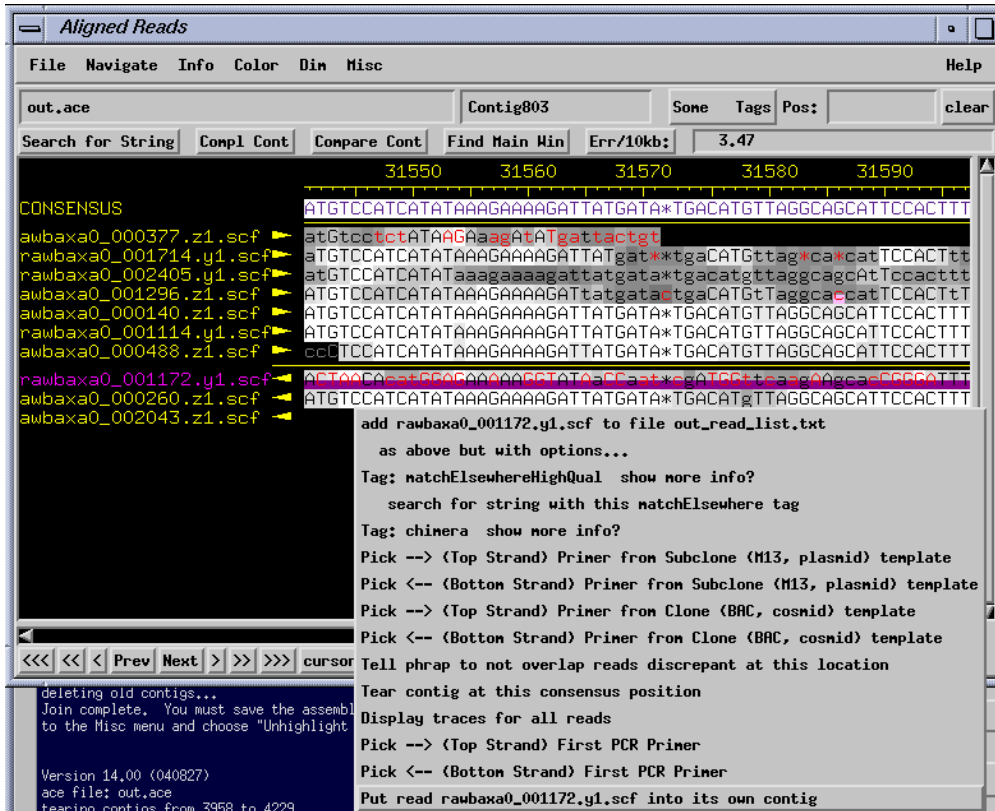 Aligned Reads
File Navigate Info Color Dim Misc Help
out.ace Contig803 Some Tags Pos: clear
Search for String Compl Cont Compare Cont Find Main Win Err/10kb: 3.47
31550 31560 31570 31580 31590
CONSENSUS ATGTCCATCATATAAAGAAAAGATTATGATA*TGACATGTTAGGCAGCATTCCACTTT
awbaxa0_000377.z1.scf atGtcctctATAAGAaagAtATgattactgt
rawbaxa0_001714.y1.scf aTGTCCATCATATAAAGAAAAGATTATgat**tgaCATGttag*ca*catTCCACTtt
rawbaxa0_002405.z1.scf atGTCCATCATATaaagaaaagattatgata*tgacatgttaggcagcAtTccacttt
awbaxa0_001296.z1.scf ATGTCCATCATATAAAGAAAAGATtatgatactgaCATGtTaggcaccatTCCACTtT
awbaxa0_000140.z1.scf ATGTCCATCATATAAAGAAAAGATTATGATA*TGACATGTTAGGCAGCATTCCACTTT
rawbaxa0_001114.y1.scf ATGTCCATCATATAAAGAAAAGATTATGATA*TGACATGTTAGGCAGCATTCCACTTT
awbaxa0_000488.z1.scf ccCTCCATCATATAAAGAAAAGATTATGATA*TGACATGTTAGGCAGCATTCCACTTT
rawbaxa0_001172.y1.scf ACTAACAcatGGAGAAAAAGGTATAaCCaat*cgATGGttcaagAAgcacCGGGATTT
awbaxa0_000260.z1.scf ATGTCCATCATATAAAGAAAAGATTATGATA*TGACATgTTAGGCAGCATTCCACTTT
awbaxa0_002043.z1.scf
add rawbaxa0_001172.y1.scf to file out_read_list.txt
as above but with options...
Tag: matchElsewhereHighQual show more info?
search for string with this matchElsewhere tag
Tag: chimera show more info?
Pick --> (Top Strand) Primer from Subclone (M13, plasmid) template
Pick <-- (Bottom Strand) Primer from Subclone (M13, plasmid) template
Pick --> (Top Strand) Primer from Clone (BAC, cosmid) template
Pick <-- (Bottom Strand) Primer from Clone (BAC, cosmid) template
Tell phrap to not overlap reads discrepant at this location
Tear contig at this consensus position
Display traces for all reads
Pick --> (Top Strand) First PCR Primer
Pick <-- (Bottom Strand) First PCR Primer
Put read rawbaxa0_001172.y1.scf into its own contig
<<< << < Prev Next > >> >>> cursor
deleting old contigs...
Join complete. You must save the assembl
to the Misc menu and choose "Unhighlight
Version 14.00 (040827)
ace file: out.ace
tearing contigs from 3958 to 4229